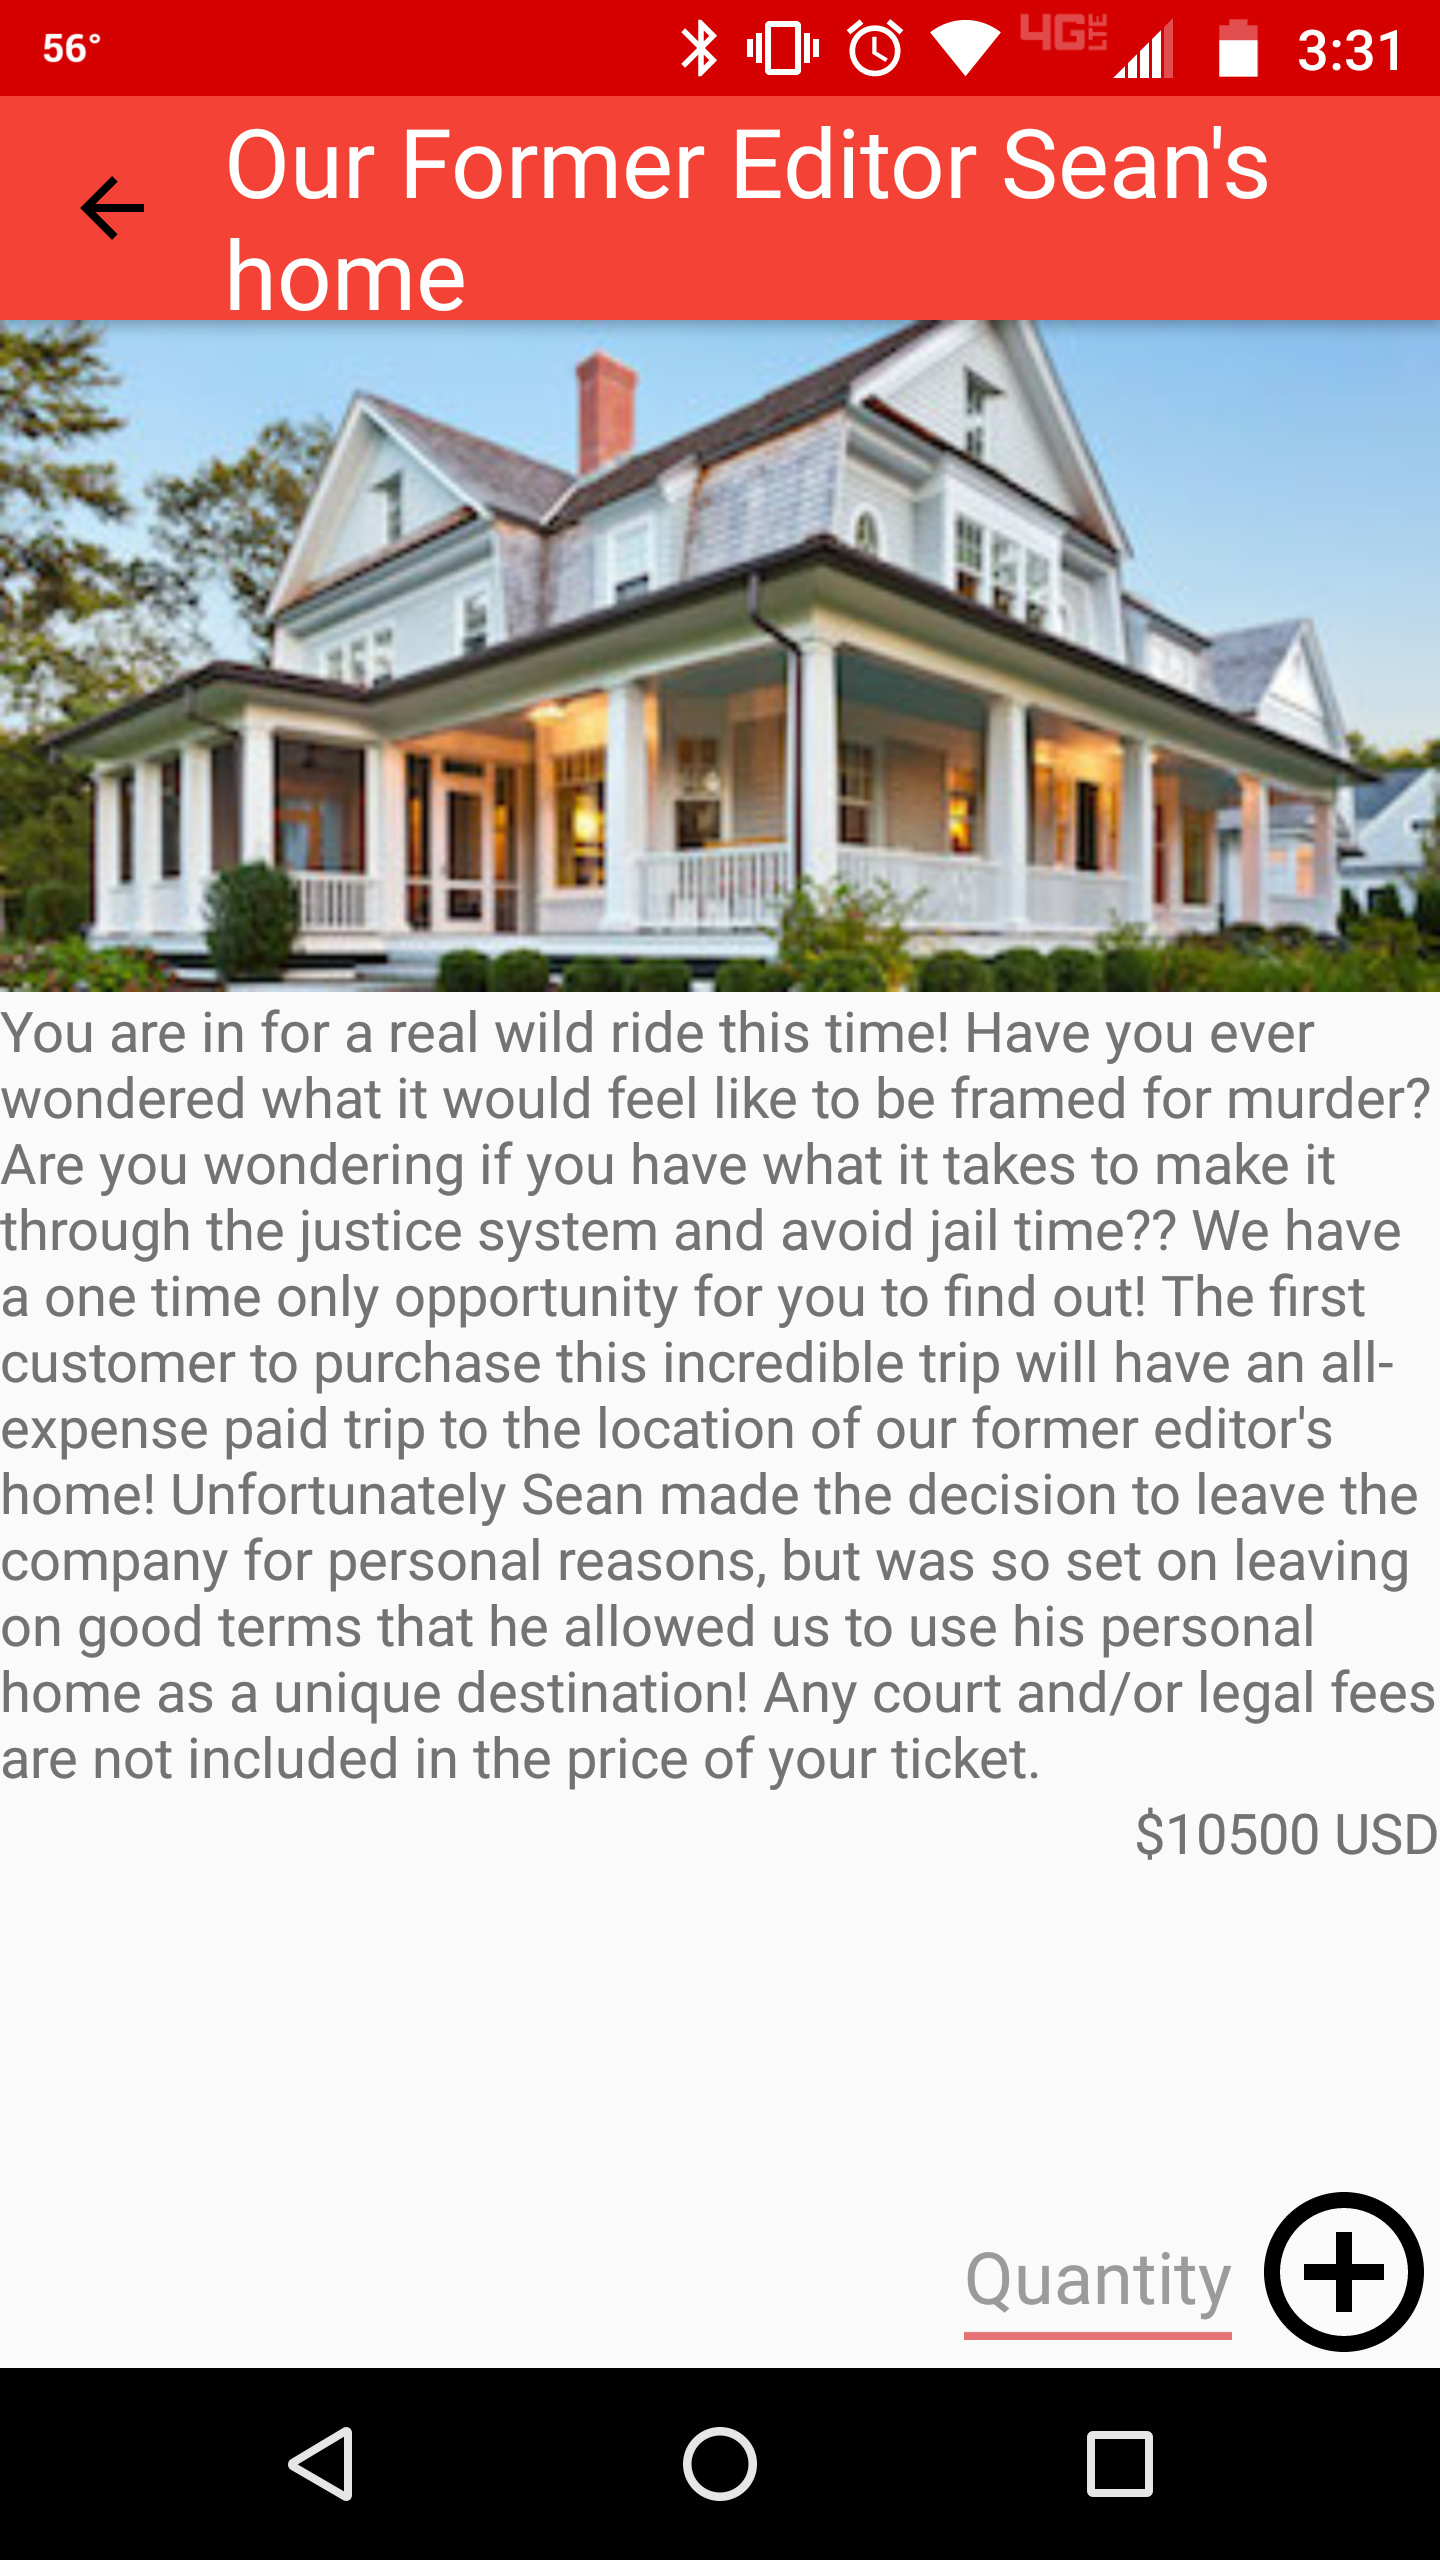 56°
4G LTE
3:31
Our Former Editor Sean's
home
You are in for a real wild ride this time! Have you ever
wondered what it would feel like to be framed for murder?
Are you wondering if you have what it takes to make it
through the justice system and avoid jail time?? We have
a one time only opportunity for you to find out! The first
customer to purchase this incredible trip will have an all-
expense paid trip to the location of our former editor's
home! Unfortunately Sean made the decision to leave the
company for personal reasons, but was so set on leaving
on good terms that he allowed us to use his personal
home as a unique destination! Any court and/or legal fees
are not included in the price of your ticket.
$10500 USD
Quantity